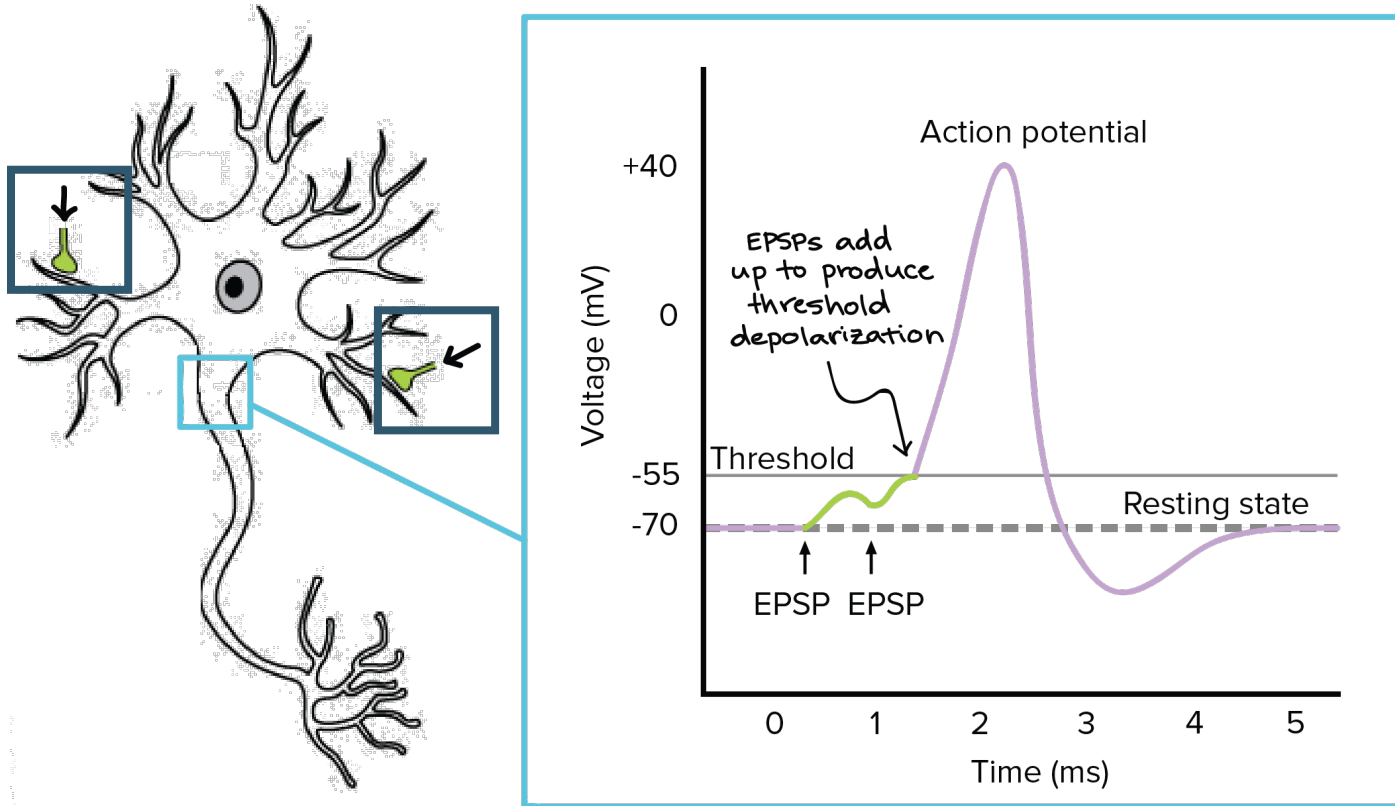 Action potential
+40
EPSPs add
up to produce
threshold
depolarization
Voltage (mV)
0
Threshold
-55
Resting state
-70
EPSP EPSP
0 1 2 3 4 5
Time (ms)